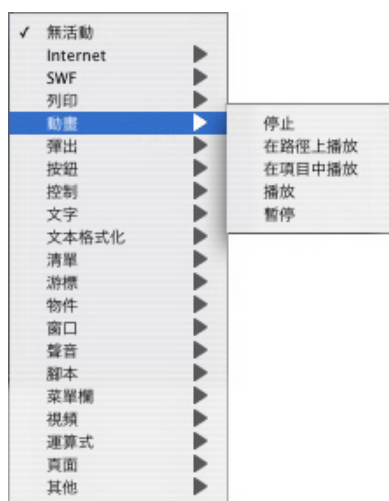 ✓ 無活動
Internet
SWF
列印
動畫
彈出
按鈕
控制
文字
文本格式化
清單
游標
物件
窗口
聲音
腳本
菜單欄
視頻
運算式
頁面
其他
停止
在路徑上播放
在項目中播放
播放
暫停